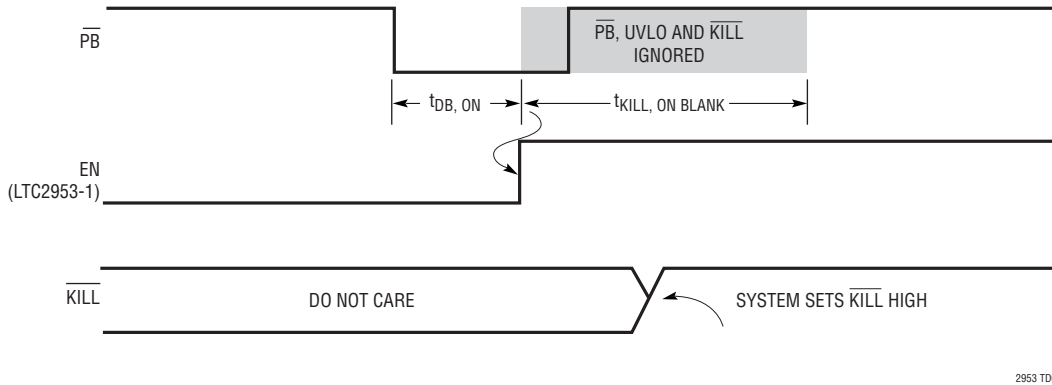 PB
PB, UVLO AND KILL
IGNORED
tDB, ON
tKILL, ON BLANK
EN
(LTC2953-1)
KILL
DO NOT CARE
SYSTEM SETS KILL HIGH
2953 TD